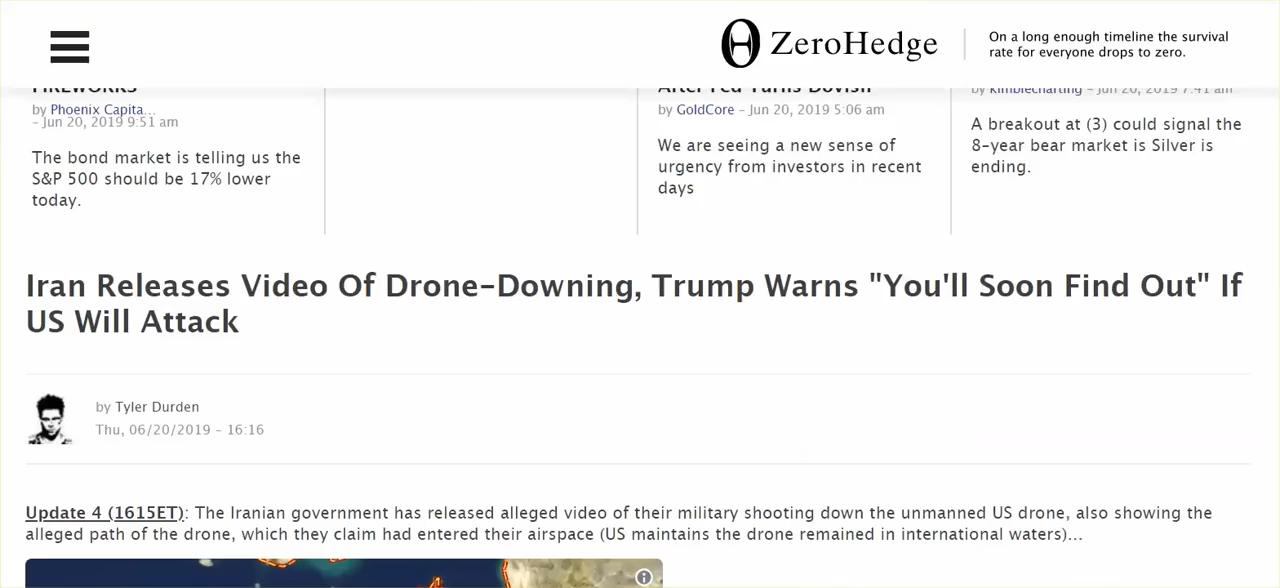 ZeroHedge
On a long enough timeline the survival
rate for everyone drops to zero.
FIREWORKS
by Phoenix Capita...
- Jun 20, 2019 9:51 am
The bond market is telling us the
S&P 500 should be 17% lower
today.
After Fed Turns Dovish
by GoldCore - Jun 20, 2019 5:06 am
We are seeing a new sense of
urgency from investors in recent
days
by kimblecharting - Jun 20, 2019 7:41 am
A breakout at (3) could signal the
8-year bear market is Silver is
ending.
Iran Releases Video Of Drone-Downing, Trump Warns "You'll Soon Find Out" If
US Will Attack
by Tyler Durden
Thu, 06/20/2019 - 16:16
Update 4 (1615ET): The Iranian government has released alleged video of their military shooting down the unmanned US drone, also showing the
alleged path of the drone, which they claim had entered their airspace (US maintains the drone remained in international waters)...